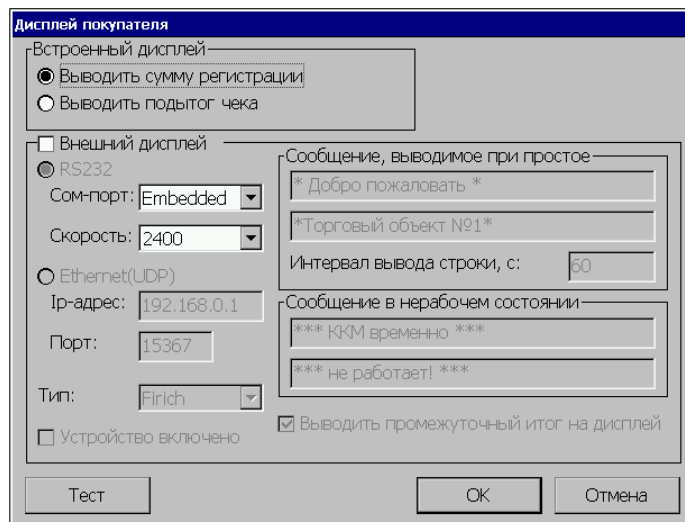 Дисплей покупателя
Встроенный дисплей
Выводить сумму регистрации
Выводить подытог чека
Внешний дисплей
RS232
Сом-порт: Embedded
Скорость: 2400
Ethernet(UDP)
Ip-адрес: 192.168.0.1
Порт: 15367
Тип: Firich
Устройство включено
Сообщение, выводимое при простое
* Добро пожаловать *
*Торговый объект №1*
Интервал вывода строки, с: 60
Сообщение в нерабочем состоянии
*** ККМ временно ***
*** не работает! ***
Выводить промежуточный итог на дисплей
Тест
OK
Отмена